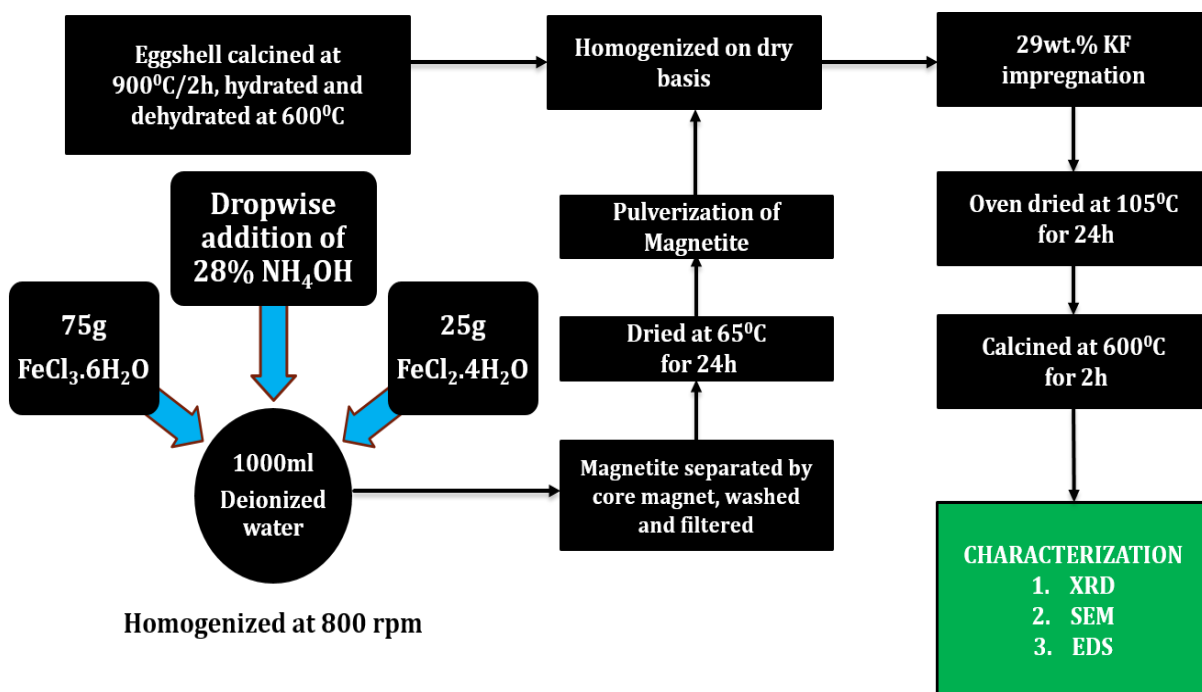 Eggshell calcined at
900⁰C/2h, hydrated and
dehydrated at 600⁰C
Homogenized on dry
basis
29wt.% KF
impregnation
Dropwise
addition of
28% NH₄OH
Pulverization of
Magnetite
Oven dried at 105⁰C
for 24h
75g
FeCl₃.6H₂O
25g
FeCl₂.4H₂O
Dried at 65⁰C
for 24h
Calcined at 600⁰C
for 2h
1000ml
Deionized
water
Magnetite separated by
core magnet, washed
and filtered
Homogenized at 800 rpm
CHARACTERIZATION
1. XRD
2. SEM
3. EDS